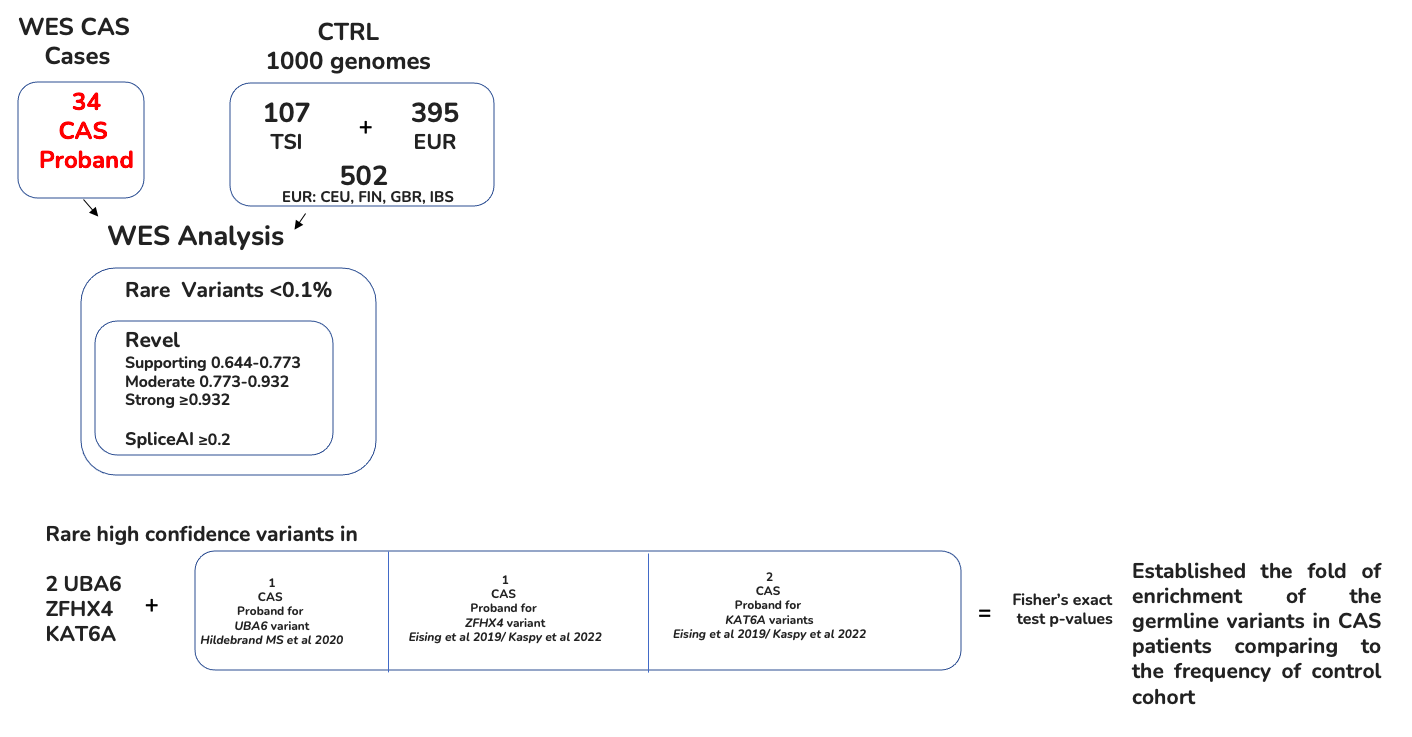 WES CAS
Cases
34
CAS
Proband
CTRL
1000 genomes
107
TSI
+
395
EUR
502
EUR: CEU, FIN, GBR, IBS
WES Analysis
Rare Variants <0.1%
Revel
Supporting 0.644-0.773
Moderate 0.773-0.932
Strong ≥0.932
SpliceAI ≥0.2
Rare high confidence variants in
2 UBA6
ZFHX4
KAT6A
+
1
CAS
Proband for
UBA6 variant
Hildebrand MS et al 2020
1
CAS
Proband for
ZFHX4 variant
Eising et al 2019/ Kaspy et al 2022
2
CAS
Proband for
KAT6A variants
Eising et al 2019/ Kaspy et al 2022
=
Fisher’s exact
test p-values
Established the fold of
enrichment of the
germline variants in CAS
patients comparing to
the frequency of control
cohort